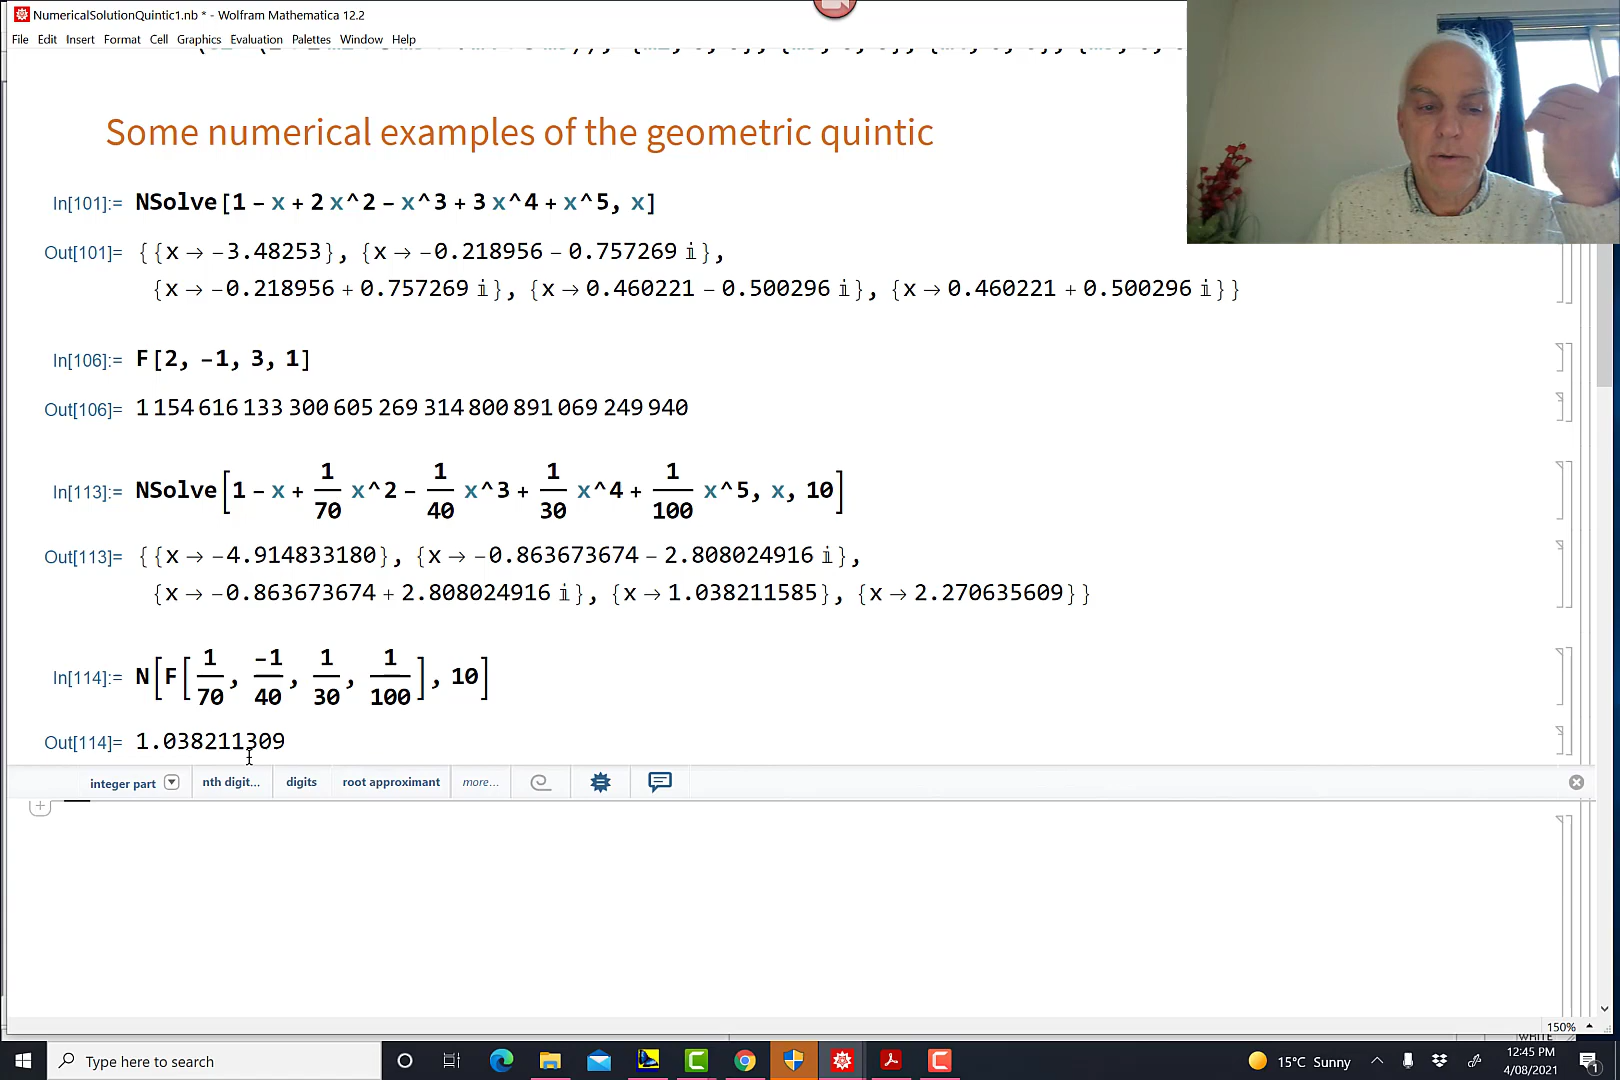 NumericalSolutionQuintic1.nb * - Wolfram Mathematica 12.2
File Edit Insert Format Cell Graphics Evaluation Palettes Window Help
Some numerical examples of the geometric quintic
In[101]:= NSolve[1 - x + 2 x^2 - x^3 + 3 x^4 + x^5, x]
Out[101]= {{x → -3.48253}, {x → -0.218956 - 0.757269 i},
{x → -0.218956 + 0.757269 i}, {x → 0.460221 - 0.500296 i}, {x → 0.460221 + 0.500296 i}}
In[106]:= F[2, -1, 3, 1]
Out[106]= 1 154 616 133 300 605 269 314 800 891 069 249 940
In[113]:= NSolve[1 - x + 1/70 x^2 - 1/40 x^3 + 1/30 x^4 + 1/100 x^5, x, 10]
Out[113]= {{x → -4.914833180}, {x → -0.863673674 - 2.808024916 i},
{x → -0.863673674 + 2.808024916 i}, {x → 1.038211585}, {x → 2.270635609}}
In[114]:= N[F[1/70, -1/40, 1/30, 1/100], 10]
Out[114]= 1.038211309
integer part nth digit... digits root approximant more...
150%
Type here to search
15°C Sunny
12:45 PM
4/08/2021
1